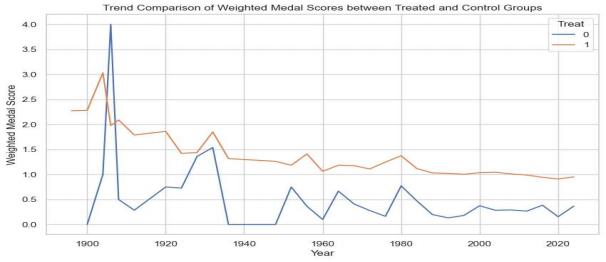 Trend Comparison of Weighted Medal Scores between Treated and Control Groups
Treat
0
1
4.0
3.5
3.0
2.5
2.0
1.5
1.0
0.5
0.0
Weighted Medal Score
1900 1920 1940 1960 1980 2000 2020
Year